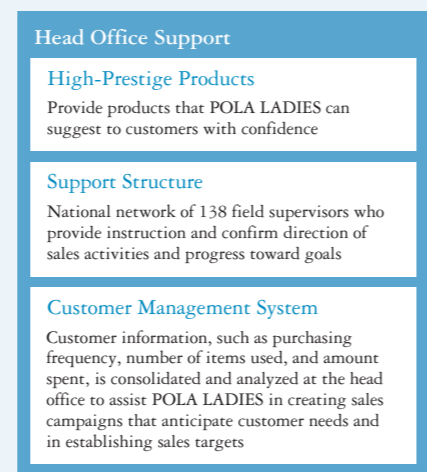 Head Office Support
High-Prestige Products
Provide products that POLA LADIES can
suggest to customers with confidence
Support Structure
National network of 138 field supervisors who
provide instruction and confirm direction of
sales activities and progress toward goals
Customer Management System
Customer information, such as purchasing
frequency, number of items used, and amount
spent, is consolidated and analyzed at the head
office to assist POLA LADIES in creating sales
campaigns that anticipate customer needs and
in establishing sales targets